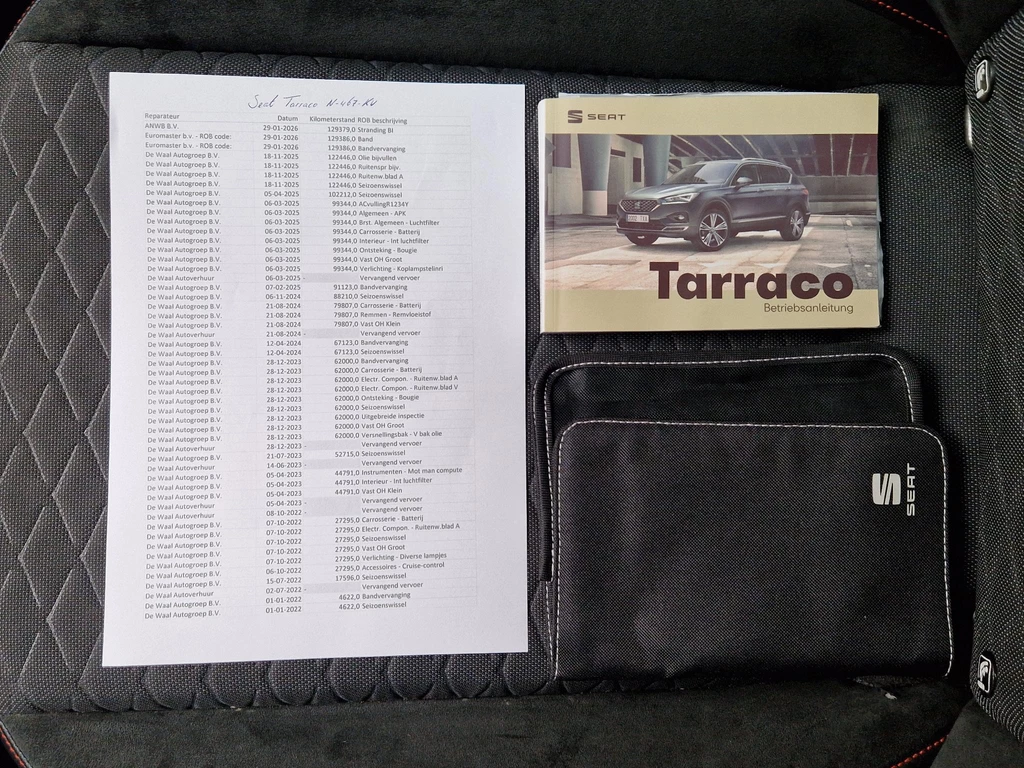 Seat Tarraco N-467-KV
Reparateur Datum Kilometerstand ROB beschrijving
ANWB B.V. 29-01-2026 129379,0 Stranding BI
Euromaster b.v. - ROB code: 29-01-2026 129386,0 Band
Euromaster b.v. - ROB code: 29-01-2026 129386,0 Bandvervanging
De Waal Autogroep B.V. 18-11-2025 122446,0 Olie bijvullen
De Waal Autogroep B.V. 18-11-2025 122446,0 Ruitenspr bijv.
De Waal Autogroep B.V. 18-11-2025 122446,0 Ruitenw.blad A
De Waal Autogroep B.V. 18-11-2025 122446,0 Seizoenswissel
De Waal Autogroep B.V. 05-04-2025 102212,0 Seizoenswissel
De Waal Autogroep B.V. 06-03-2025 99344,0 ACvullingR1234Y
De Waal Autogroep B.V. 06-03-2025 99344,0 Algemeen - APK
De Waal Autogroep B.V. 06-03-2025 99344,0 Brst. Algemeen - Luchtfilter
De Waal Autogroep B.V. 06-03-2025 99344,0 Carrosserie - Batterij
De Waal Autogroep B.V. 06-03-2025 99344,0 Interieur - Int luchtfilter
De Waal Autogroep B.V. 06-03-2025 99344,0 Ontsteking - Bougie
De Waal Autogroep B.V. 06-03-2025 99344,0 Vast OH Groot
De Waal Autogroep B.V. 06-03-2025 99344,0 Verlichting - Koplampstelinri
De Waal Autoverhuur 06-03-2025 - Vervangend vervoer
De Waal Autogroep B.V. 07-02-2025 91123,0 Bandvervanging
De Waal Autogroep B.V. 06-11-2024 88210,0 Seizoenswissel
De Waal Autogroep B.V. 21-08-2024 79807,0 Carrosserie - Batterij
De Waal Autogroep B.V. 21-08-2024 79807,0 Remmen - Remvloeistof
De Waal Autogroep B.V. 21-08-2024 79807,0 Vast OH Klein
De Waal Autoverhuur 21-08-2024 - Vervangend vervoer
De Waal Autogroep B.V. 12-04-2024 67123,0 Bandvervanging
De Waal Autogroep B.V. 12-04-2024 67123,0 Seizoenswissel
De Waal Autogroep B.V. 28-12-2023 62000,0 Bandvervanging
De Waal Autogroep B.V. 28-12-2023 62000,0 Carrosserie - Batterij
De Waal Autogroep B.V. 28-12-2023 62000,0 Electr. Compon. - Ruitenw.blad A
De Waal Autogroep B.V. 28-12-2023 62000,0 Electr. Compon. - Ruitenw.blad V
De Waal Autogroep B.V. 28-12-2023 62000,0 Ontsteking - Bougie
De Waal Autogroep B.V. 28-12-2023 62000,0 Seizoenswissel
De Waal Autogroep B.V. 28-12-2023 62000,0 Uitgebreide inspectie
De Waal Autogroep B.V. 28-12-2023 62000,0 Vast OH Groot
De Waal Autogroep B.V. 28-12-2023 62000,0 Versnellingsbak - V bak olie
De Waal Autoverhuur 28-12-2023 - Vervangend vervoer
De Waal Autogroep B.V. 21-07-2023 52715,0 Seizoenswissel
De Waal Autoverhuur 14-06-2023 - Vervangend vervoer
De Waal Autogroep B.V. 05-04-2023 44791,0 Instrumenten - Mot man compute
De Waal Autogroep B.V. 05-04-2023 44791,0 Interieur - Int luchtfilter
De Waal Autogroep B.V. 05-04-2023 44791,0 Vast OH Klein
De Waal Autoverhuur 05-04-2023 - Vervangend vervoer
De Waal Autoverhuur 08-10-2022 - Vervangend vervoer
De Waal Autogroep B.V. 07-10-2022 27295,0 Carrosserie - Batterij
De Waal Autogroep B.V. 07-10-2022 27295,0 Electr. Compon. - Ruitenw.blad A
De Waal Autogroep B.V. 07-10-2022 27295,0 Seizoenswissel
De Waal Autogroep B.V. 07-10-2022 27295,0 Vast OH Groot
De Waal Autogroep B.V. 07-10-2022 27295,0 Verlichting - Diverse lampjes
De Waal Autogroep B.V. 06-10-2022 27295,0 Accessoires - Cruise-control
De Waal Autogroep B.V. 15-07-2022 17596,0 Seizoenswissel
De Waal Autoverhuur 02-07-2022 - Vervangend vervoer
De Waal Autogroep B.V. 01-01-2022 4622,0 Bandvervanging
De Waal Autogroep B.V. 01-01-2022 4622,0 Seizoenswissel
SEAT
Tarraco
Betriebsanleitung
SEAT